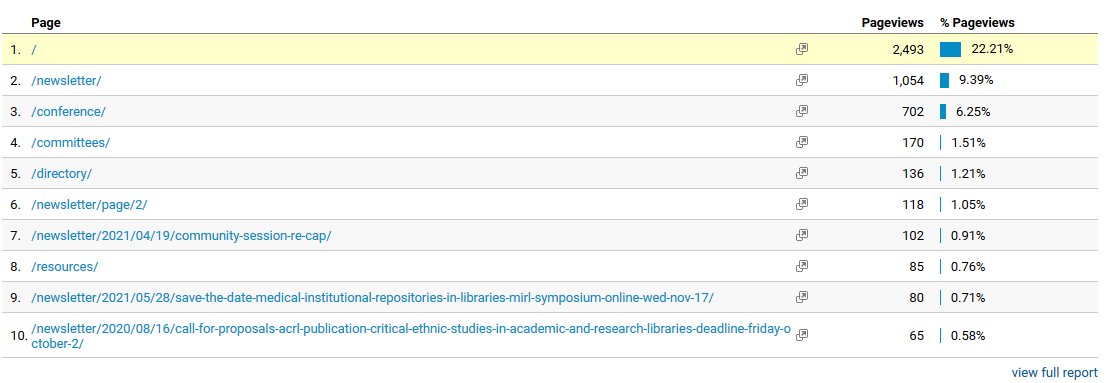 Page Pageviews % Pageviews
1. / 2,493 22.21%
2. /newsletter/ 1,054 9.39%
3. /conference/ 702 6.25%
4. /committees/ 170 1.51%
5. /directory/ 136 1.21%
6. /newsletter/page/2/ 118 1.05%
7. /newsletter/2021/04/19/community-session-re-cap/ 102 0.91%
8. /resources/ 85 0.76%
9. /newsletter/2021/05/28/save-the-date-medical-institutional-repositories-in-libraries-mirl-symposium-online-wed-nov-17/ 80 0.71%
10. /newsletter/2020/08/16/call-for-proposals-acrl-publication-critical-ethnic-studies-in-academic-and-research-libraries-deadline-friday-o 65 0.58%
ctober-2/
view full report